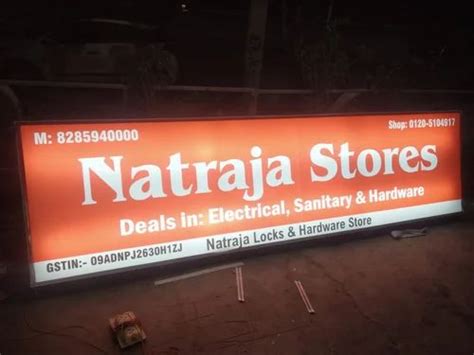 M: 8285940000 Shop: 0120-5104917
Natraja Stores
Deals in: Electrical, Sanitary & Hardware
GSTIN:- 09ADNPJ2630H1ZJ Natraja Locks & Hardware Store